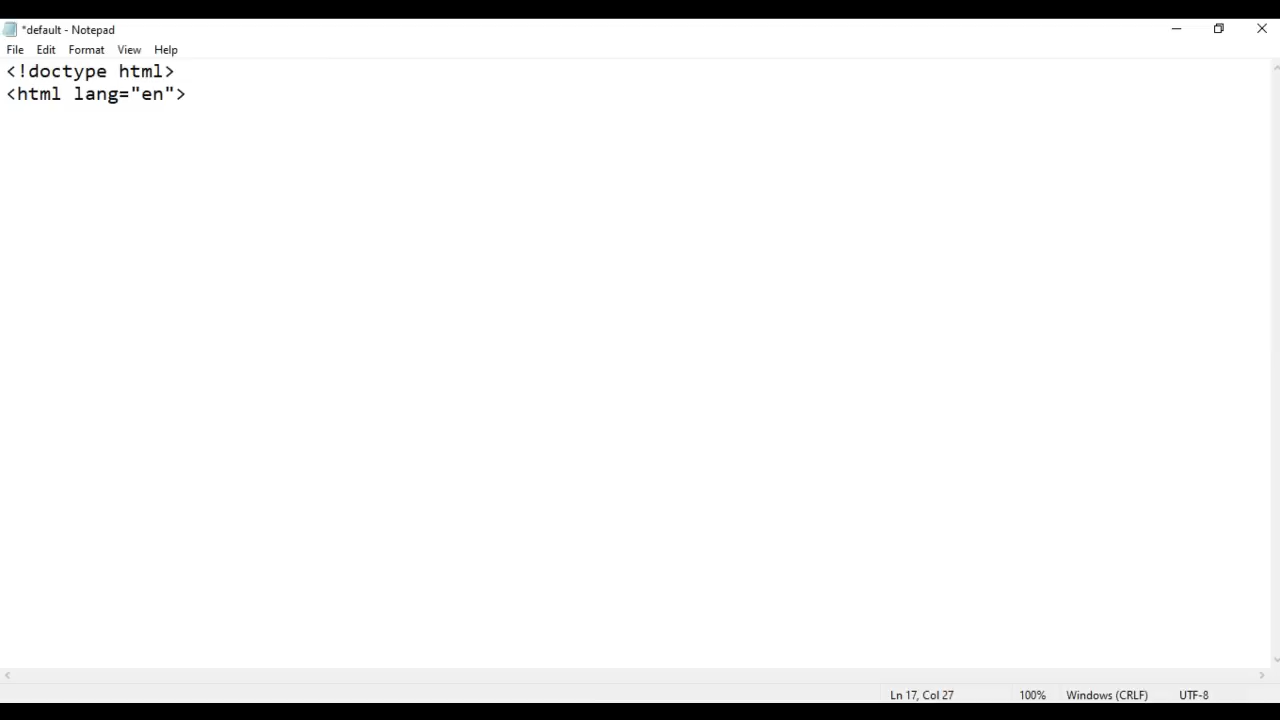 *default - Notepad
File Edit Format View Help
<!doctype html>
<html lang="en">
Ln 17, Col 27 100% Windows (CRLF) UTF-8